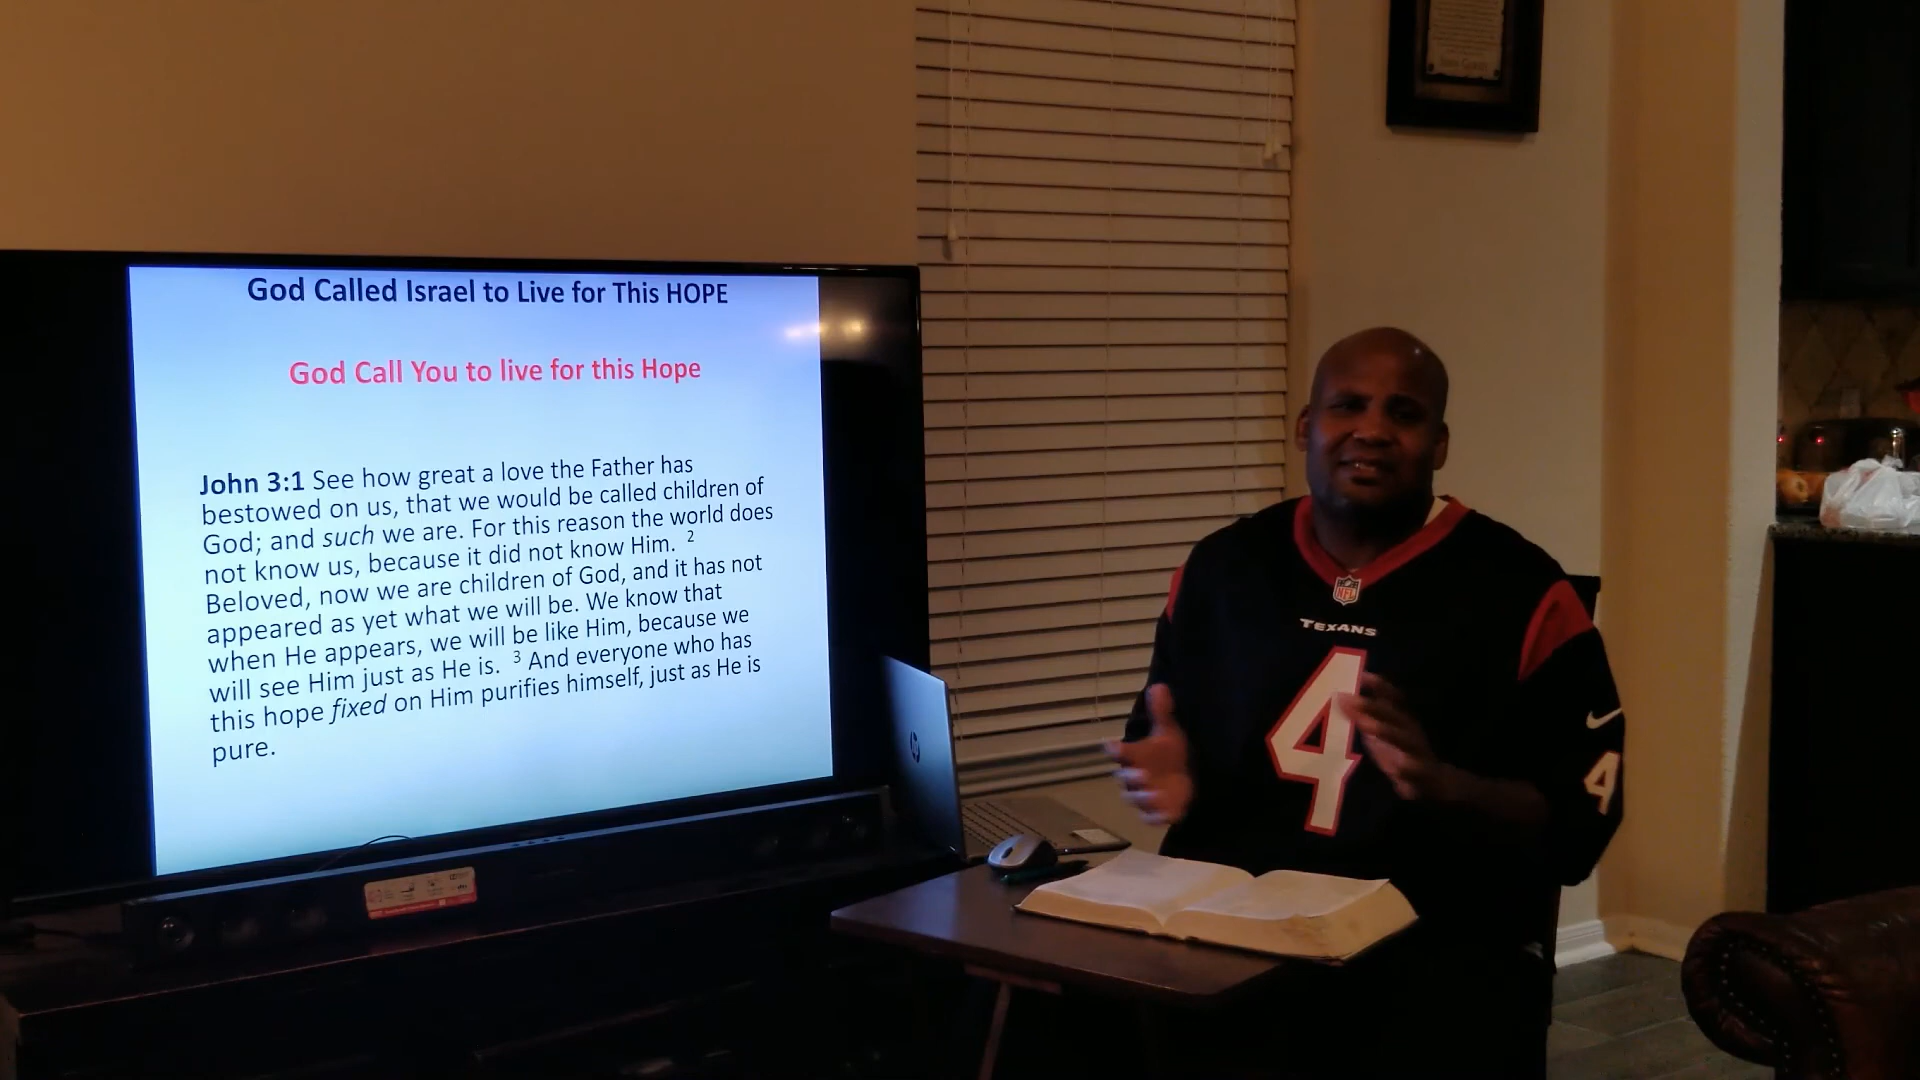 God Called Israel to Live for This HOPE
God Call You to live for this Hope
John 3:1 See how great a love the Father has
bestowed on us, that we would be called children of
God; and such we are. For this reason the world does
not know us, because it did not know Him. 2
Beloved, now we are children of God, and it has not
appeared as yet what we will be. We know that
when He appears, we will be like Him, because we
will see Him just as He is. 3 And everyone who has
this hope fixed on Him purifies himself, just as He is
pure.
hp
NFL
TEXANS
4
4